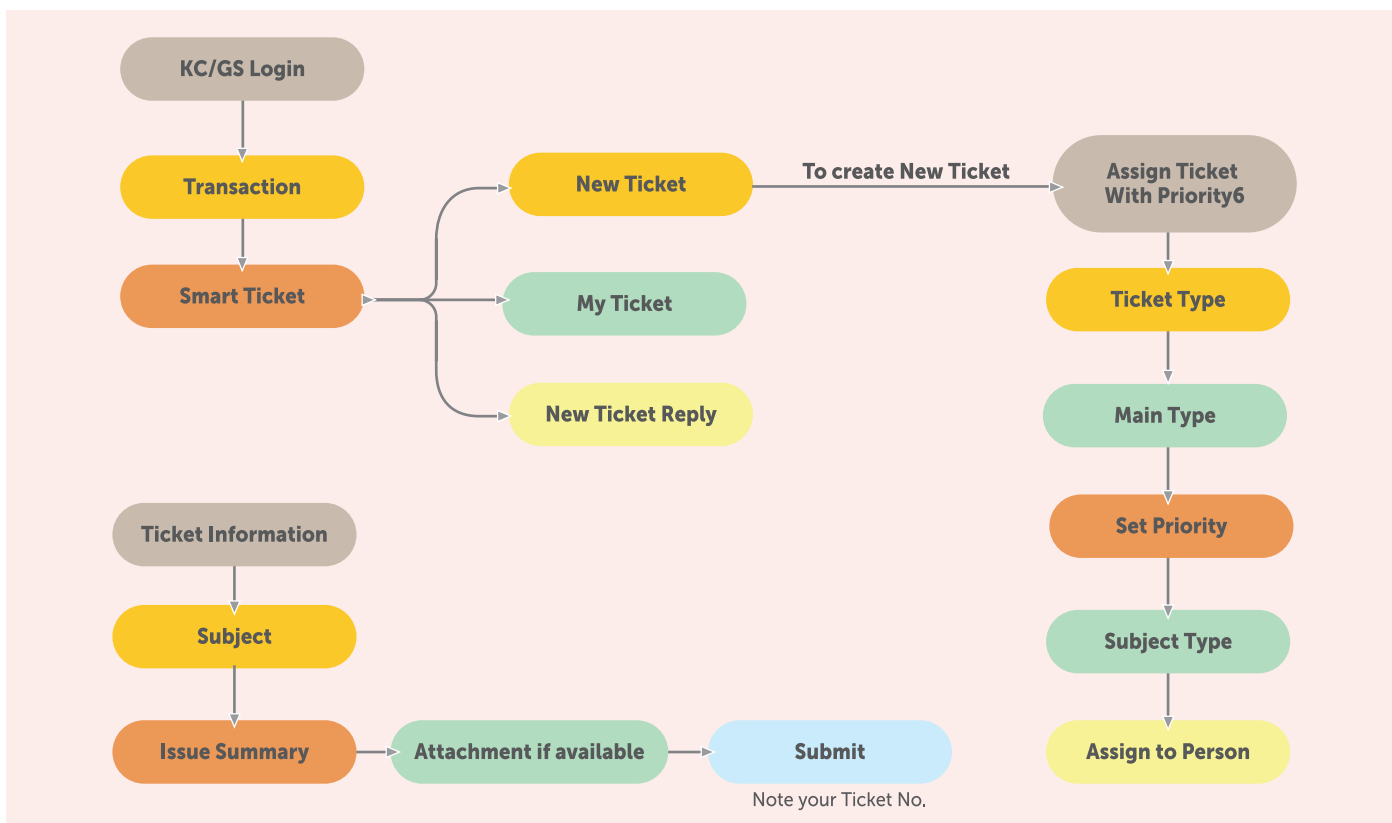 KC/GS Login
Transaction
Smart Ticket
New Ticket
My Ticket
New Ticket Reply
To create New Ticket
Assign Ticket
With Priority6
Ticket Type
Main Type
Set Priority
Subject Type
Assign to Person
Ticket Information
Subject
Issue Summary
Attachment if available
Submit
Note your Ticket No.